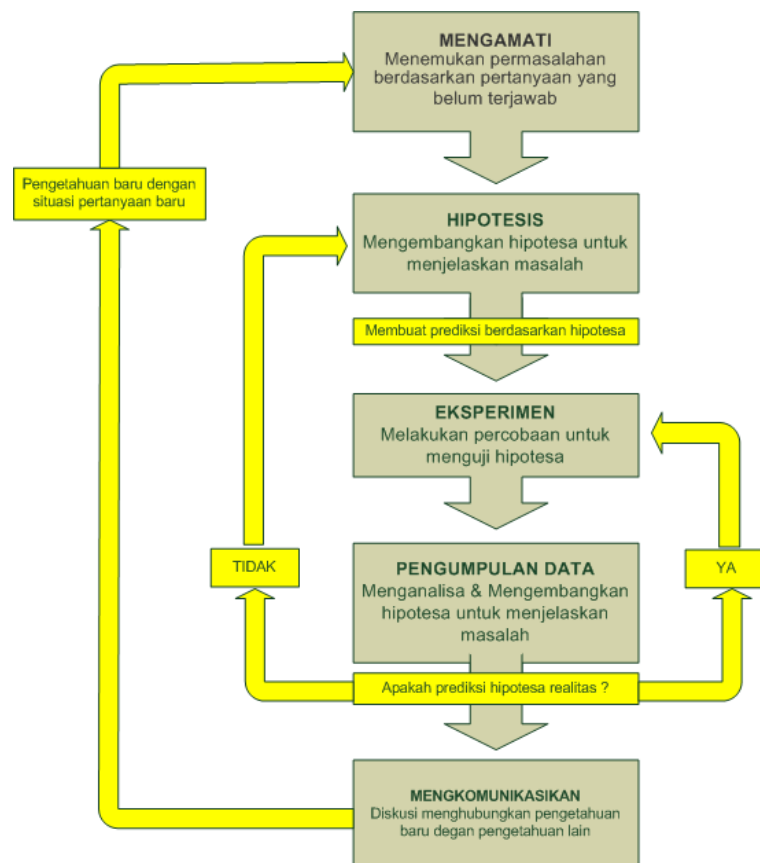 MENGAMATI
Menemukan permasalahan
berdasarkan pertanyaan yang
belum terjawab
Pengetahuan baru dengan
situasi pertanyaan baru
HIPOTESIS
Mengembangkan hipotesa untuk
menjelaskan masalah
Membuat prediksi berdasarkan hipotesa
EKSPERIMEN
Melakukan percobaan untuk
menguji hipotesa
TIDAK
PENGUMPULAN DATA
Menganalisa & Mengembangkan
hipotesa untuk menjelaskan
masalah
YA
Apakah prediksi hipotesa realitas ?
MENGKOMUNIKASIKAN
Diskusi menghubungkan pengetahuan
baru degan pengetahuan lain